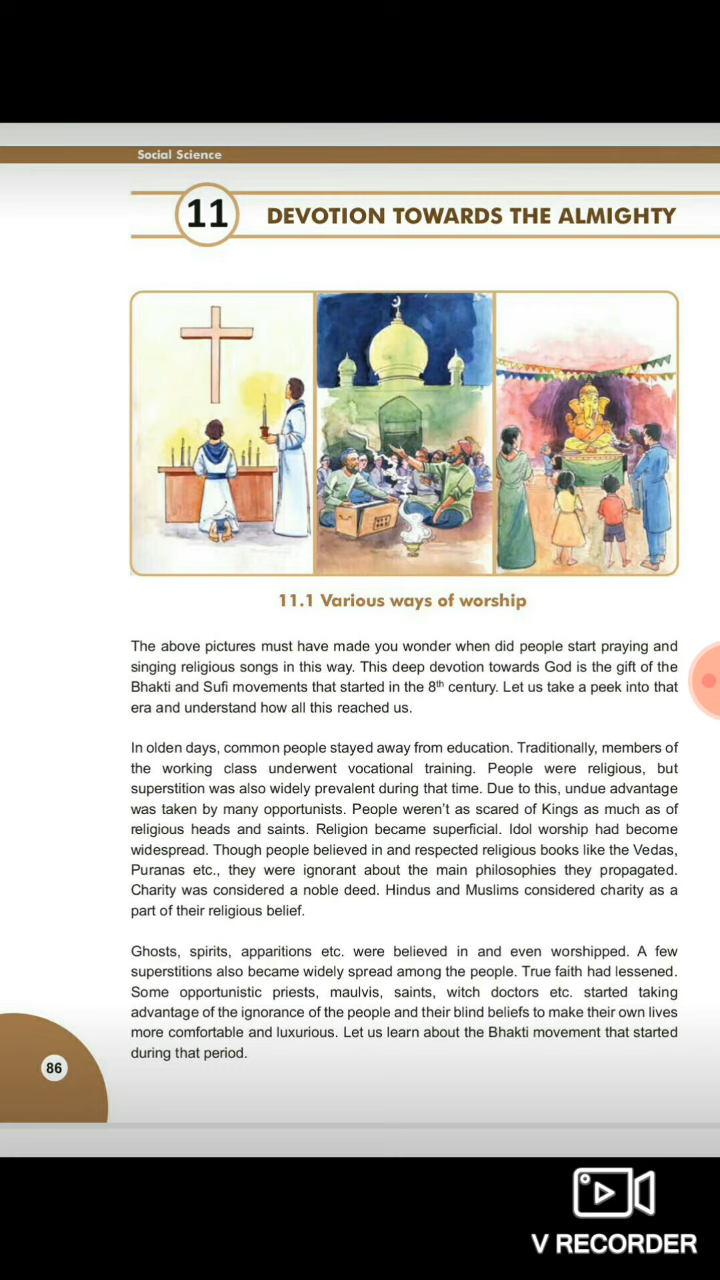 Social Science
11
DEVOTION TOWARDS THE ALMIGHTY
11.1 Various ways of worship
The above pictures must have made you wonder when did people start praying and
singing religious songs in this way. This deep devotion towards God is the gift of the
Bhakti and Sufi movements that started in the 8th century. Let us take a peek into that
era and understand how all this reached us.
In olden days, common people stayed away from education. Traditionally, members of
the working class underwent vocational training. People were religious, but
superstition was also widely prevalent during that time. Due to this, undue advantage
was taken by many opportunists. People weren't as scared of Kings as much as of
religious heads and saints. Religion became superficial. Idol worship had become
widespread. Though people believed in and respected religious books like the Vedas,
Puranas etc., they were ignorant about the main philosophies they propagated.
Charity was considered a noble deed. Hindus and Muslims considered charity as a
part of their religious belief.
Ghosts, spirits, apparitions etc. were believed in and even worshipped. A few
superstitions also became widely spread among the people. True faith had lessened.
Some opportunistic priests, maulvis, saints, witch doctors etc. started taking
advantage of the ignorance of the people and their blind beliefs to make their own lives
more comfortable and luxurious. Let us learn about the Bhakti movement that started
during that period.
86
V RECORDER